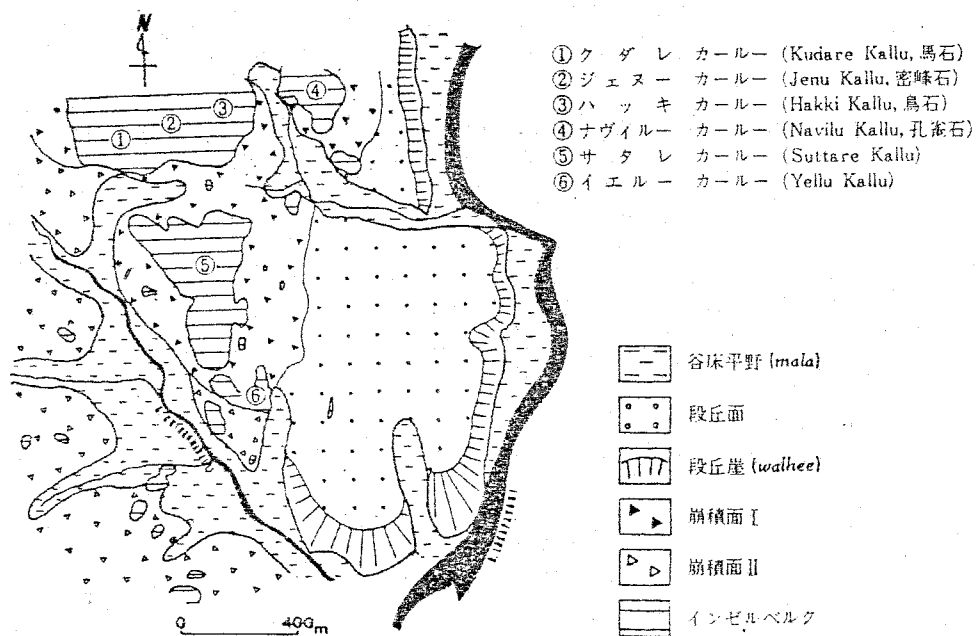 N
① クダレ カールー (Kudare Kallu, 馬石)
② ジェヌー カールー (Jenu Kallu, 密蜂石)
③ ハッキ カールー (Hakki Kallu, 鳥石)
④ ナヴィルー カールー (Navilu Kallu, 孔雀石)
⑤ サタレ カールー (Suttare Kallu)
⑥ イエルー カールー (Yellu Kallu)
③
④
②
①
⑤
⑥
谷床平野 (mala)
段丘面
段丘崖 (walhee)
崩積面 I
崩積面 II
インゼルベルク
0 400m